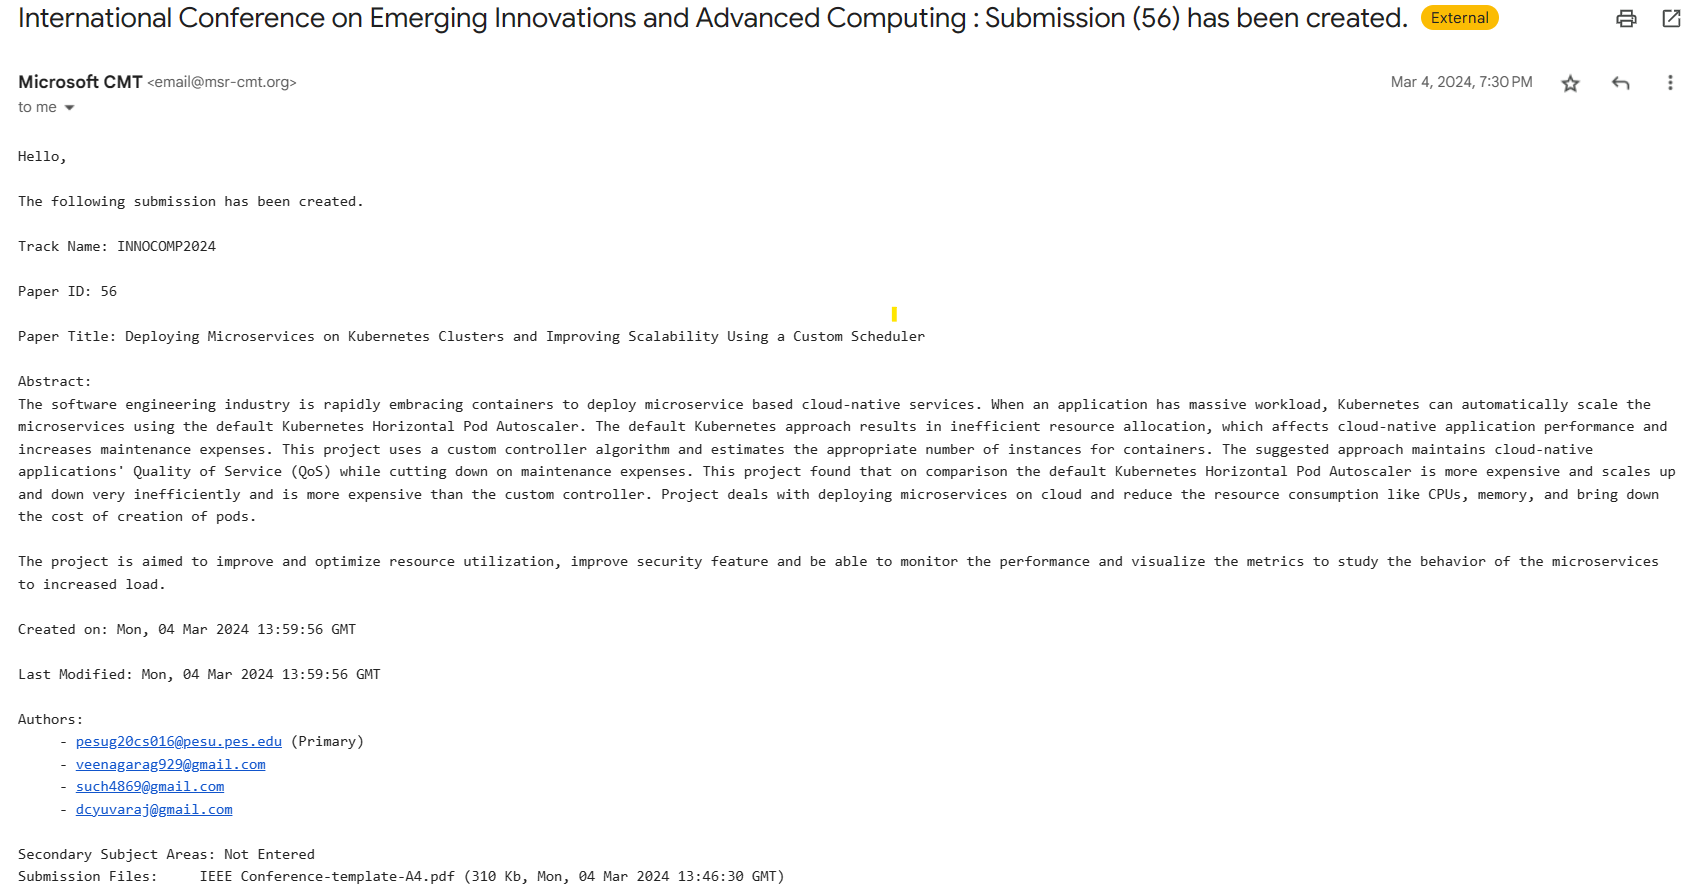 International Conference on Emerging Innovations and Advanced Computing : Submission (56) has been created. External
Microsoft CMT <email@msr-cmt.org> Mar 4, 2024, 7:30 PM
to me
Hello,
The following submission has been created.
Track Name: INNOCOMP2024
Paper ID: 56
Paper Title: Deploying Microservices on Kubernetes Clusters and Improving Scalability Using a Custom Scheduler
Abstract:
The software engineering industry is rapidly embracing containers to deploy microservice based cloud-native services. When an application has massive workload, Kubernetes can automatically scale the
microservices using the default Kubernetes Horizontal Pod Autoscaler. The default Kubernetes approach results in inefficient resource allocation, which affects cloud-native application performance and
increases maintenance expenses. This project uses a custom controller algorithm and estimates the appropriate number of instances for containers. The suggested approach maintains cloud-native
applications' Quality of Service (QoS) while cutting down on maintenance expenses. This project found that on comparison the default Kubernetes Horizontal Pod Autoscaler is more expensive and scales up
and down very inefficiently and is more expensive than the custom controller. Project deals with deploying microservices on cloud and reduce the resource consumption like CPUs, memory, and bring down
the cost of creation of pods.
The project is aimed to improve and optimize resource utilization, improve security feature and be able to monitor the performance and visualize the metrics to study the behavior of the microservices
to increased load.
Created on: Mon, 04 Mar 2024 13:59:56 GMT
Last Modified: Mon, 04 Mar 2024 13:59:56 GMT
Authors:
- pesug20cs016@pesu.pes.edu (Primary)
- veenagarag929@gmail.com
- such4869@gmail.com
- dcyuvaraj@gmail.com
Secondary Subject Areas: Not Entered
Submission Files: IEEE Conference-template-A4.pdf (310 Kb, Mon, 04 Mar 2024 13:46:30 GMT)